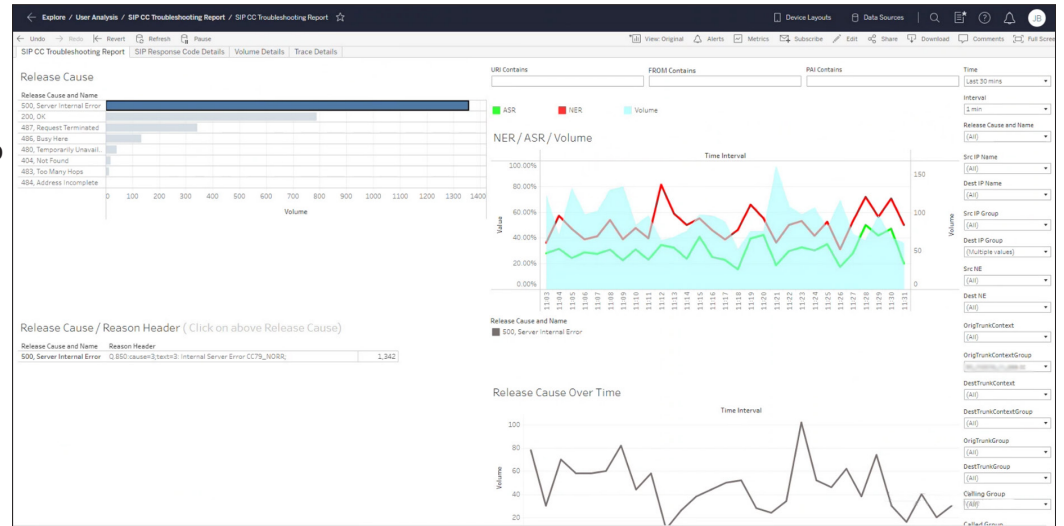 Explore / User Analysis / SIP CC Troubleshooting Report / SIP CC Troubleshooting Report
Device Layouts
Data Sources
JB
Undo Redo Revert Refresh Pause
View: Original Alerts Metrics Subscribe Edit Share Download Comments Full Scree
SIP CC Troubleshooting Report SIP Response Code Details Volume Details Trace Details
Release Cause
Release Cause and Name
500, Server Internal Error
200, OK
487, Request Terminated
486, Busy Here
480, Temporarily Unavail..
404, Not Found
483, Too Many Hops
484, Address Incomplete
0 100 200 300 400 500 600 700 800 900 1000 1100 1200 1300 1400
Volume
Release Cause / Reason Header ( Click on above Release Cause)
Release Cause and Name Reason Header
500, Server Internal Error Q.850;cause=3;text=3: Internal Server Error CC79_NORR; 1,342
URI Contains
FROM Contains
PAI Contains
ASR NER Volume
NER / ASR / Volume
Time Interval
100.00%
80.00%
60.00%
40.00%
20.00%
0.00%
Value
150
100
50
0
Volume
11:03 11:04 11:05 11:06 11:07 11:08 11:09 11:10 11:11 11:12 11:13 11:14 11:15 11:16 11:17 11:18 11:19 11:20 11:21 11:22 11:23 11:24 11:25 11:26 11:27 11:28 11:29 11:30 11:31
Release Cause and Name
500, Server Internal Error
Release Cause Over Time
Time Interval
100
80
60
40
20
Volume
Time
Last 30 mins
Interval
1 min
Release Cause and Name
(All)
Src IP Name
(All)
Dest IP Name
(All)
Src IP Group
(All)
Dest IP Group
(Multiple values)
Src NE
(All)
Dest NE
(All)
OrigTrunkContext
(All)
OrigTrunkContextGroup
DestTrunkContext
(All)
DestTrunkContextGroup
(All)
OrigTrunkGroup
(All)
DestTrunkGroup
(All)
Calling Group
(All)
Called Group